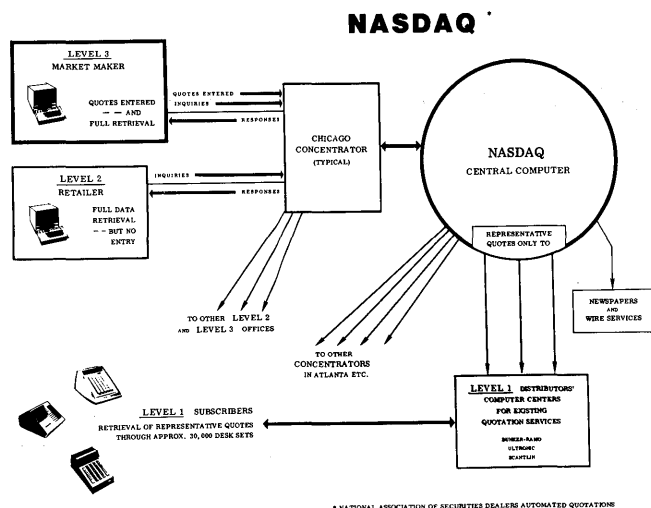 NASDAQ *
LEVEL 3
MARKET MAKER
QUOTES ENTERED
— — AND
FULL RETRIEVAL
QUOTES ENTERED
INQUIRIES
RESPONSES
LEVEL 2
RETAILER
FULL DATA
RETRIEVAL
— — BUT NO
ENTRY
INQUIRIES
RESPONSES
CHICAGO
CONCENTRATOR
(TYPICAL)
NASDAQ
CENTRAL COMPUTER
REPRESENTATIVE
QUOTES ONLY TO
NEWSPAPERS
AND
WIRE SERVICES
TO OTHER LEVEL 2
AND LEVEL 3 OFFICES
TO OTHER
CONCENTRATORS
IN ATLANTA ETC.
LEVEL 1 DISTRIBUTORS'
COMPUTER CENTERS
FOR EXISTING
QUOTATION SERVICES
BUNKER-RAMO
ULTRONIC
SCANTLIN
LEVEL 1 SUBSCRIBERS
RETRIEVAL OF REPRESENTATIVE QUOTES
THROUGH APPROX. 30,000 DESK SETS
* NATIONAL ASSOCIATION OF SECURITIES DEALERS AUTOMATED QUOTATIONS